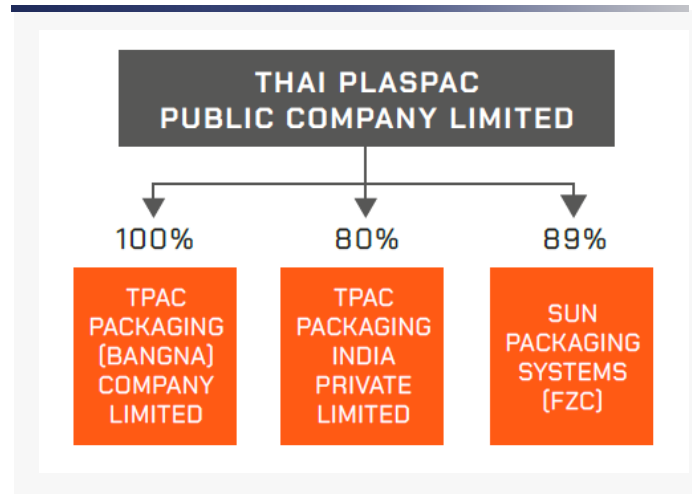 THAI PLASPAC
PUBLIC COMPANY LIMITED
100%
80%
89%
TPAC
PACKAGING
(BANGNA)
COMPANY
LIMITED
TPAC
PACKAGING
INDIA
PRIVATE
LIMITED
SUN
PACKAGING
SYSTEMS
(FZC)